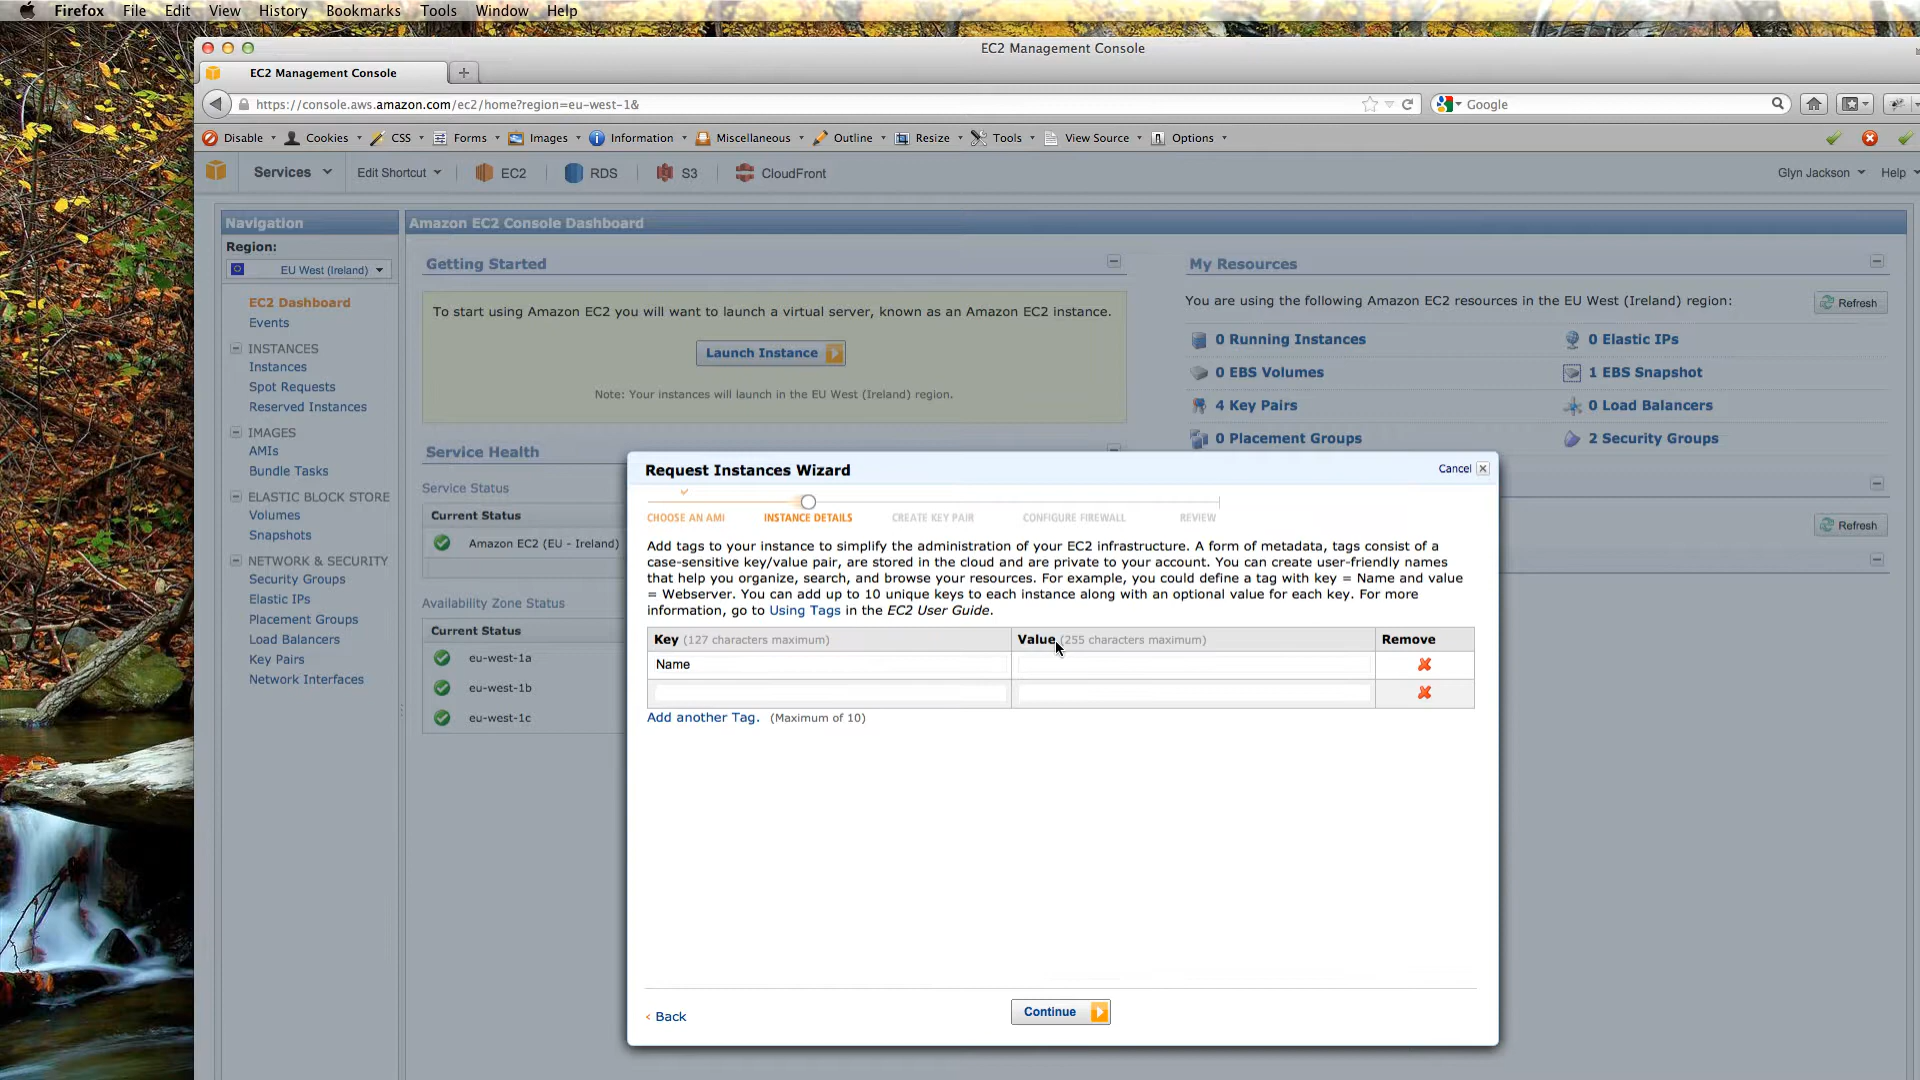 Firefox File Edit View History Bookmarks Tools Window Help
EC2 Management Console
EC2 Management Console
https://console.aws.amazon.com/ec2/home?region=eu-west-1&
Google
Disable Cookies CSS Forms Images Information Miscellaneous Outline Resize Tools View Source Options
Services Edit Shortcut EC2 RDS S3 CloudFront Glyn Jackson Help
Navigation
Region:
EU West (Ireland)
EC2 Dashboard
Events
INSTANCES
Instances
Spot Requests
Reserved Instances
IMAGES
AMIs
Bundle Tasks
ELASTIC BLOCK STORE
Volumes
Snapshots
NETWORK & SECURITY
Security Groups
Elastic IPs
Placement Groups
Load Balancers
Key Pairs
Network Interfaces
Amazon EC2 Console Dashboard
Getting Started
To start using Amazon EC2 you will want to launch a virtual server, known as an Amazon EC2 instance.
Launch Instance
Note: Your instances will launch in the EU West (Ireland) region.
Service Health
Service Status
Current Status
Amazon EC2 (EU - Ireland)
Availability Zone Status
Current Status
eu-west-1a
eu-west-1b
eu-west-1c
My Resources
You are using the following Amazon EC2 resources in the EU West (Ireland) region:
Refresh
0 Running Instances 0 Elastic IPs
0 EBS Volumes 1 EBS Snapshot
4 Key Pairs 0 Load Balancers
0 Placement Groups 2 Security Groups
Refresh
Request Instances Wizard
Cancel
CHOOSE AN AMI INSTANCE DETAILS CREATE KEY PAIR CONFIGURE FIREWALL REVIEW
Add tags to your instance to simplify the administration of your EC2 infrastructure. A form of metadata, tags consist of a
case-sensitive key/value pair, are stored in the cloud and are private to your account. You can create user-friendly names
that help you organize, search, and browse your resources. For example, you could define a tag with key = Name and value
= Webserver. You can add up to 10 unique keys to each instance along with an optional value for each key. For more
information, go to Using Tags in the EC2 User Guide.
Key (127 characters maximum) Value (255 characters maximum) Remove
Name
Add another Tag. (Maximum of 10)
< Back
Continue